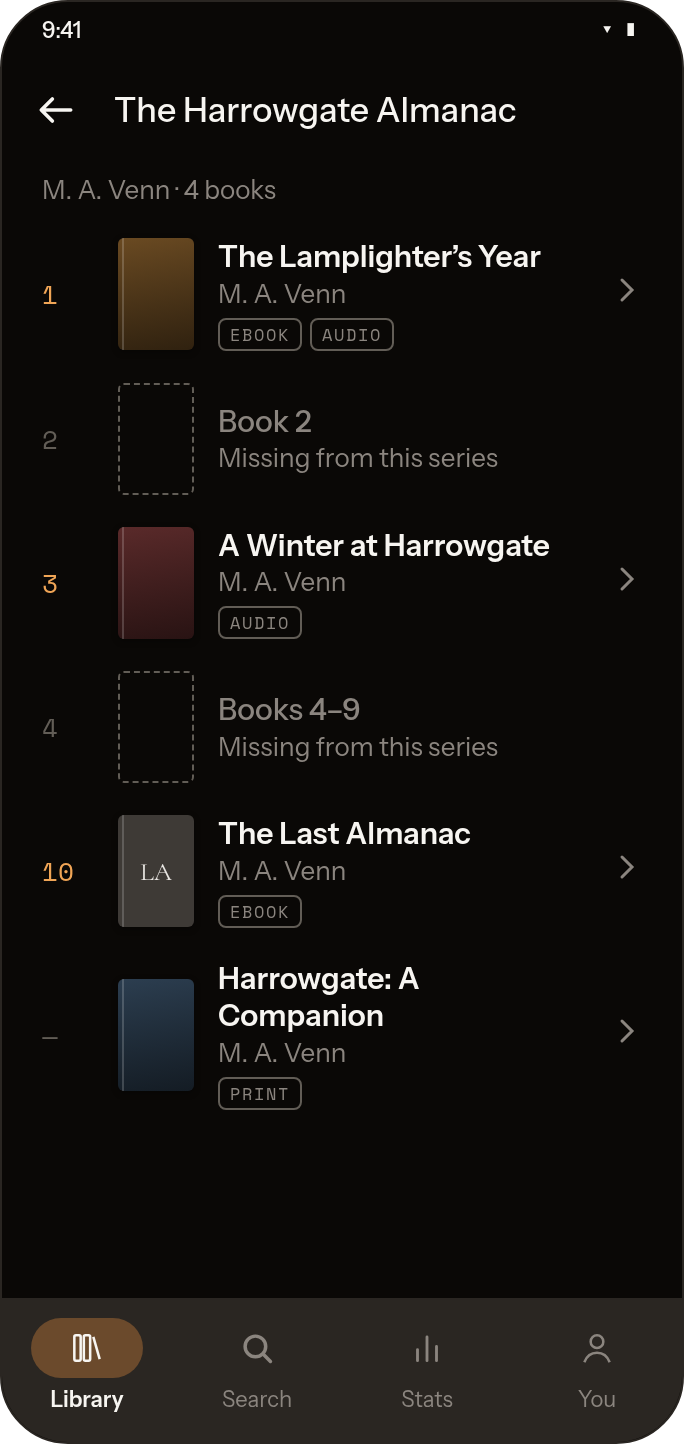 9:41
The Harrowgate Almanac
M. A. Venn · 4 books
1
The Lamplighter’s Year
M. A. Venn
EBOOK AUDIO
2
Book 2
Missing from this series
3
A Winter at Harrowgate
M. A. Venn
AUDIO
4
Books 4–9
Missing from this series
10
LA
The Last Almanac
M. A. Venn
EBOOK
–
Harrowgate: A
Companion
M. A. Venn
PRINT
Library Search Stats You